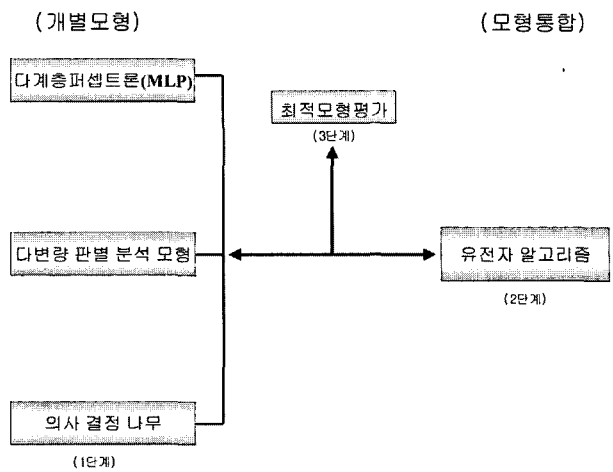 (개별모형)
(모형통합)
다계층퍼셉트론(MLP)
최적모형평가
(3단계)
다변량 판별 분석 모형
유전자 알고리즘
(2단계)
의사 결정 나무
(1단계)